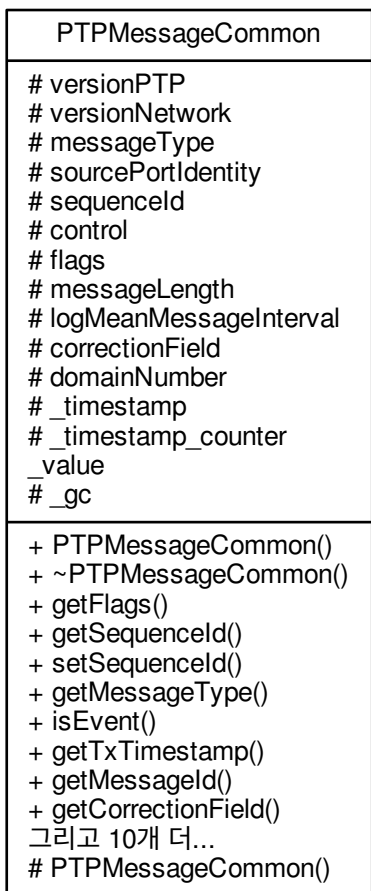 PTPMessageCommon
# versionPTP
# versionNetwork
# messageType
# sourcePortIdentity
# sequenceId
# control
# flags
# messageLength
# logMeanMessageInterval
# correctionField
# domainNumber
# _timestamp
# _timestamp_counter
_value
# _gc
+ PTPMessageCommon()
+ ~PTPMessageCommon()
+ getFlags()
+ getSequenceId()
+ setSequenceId()
+ getMessageType()
+ isEvent()
+ getTxTimestamp()
+ getMessageId()
+ getCorrectionField()
그리고 10개 더...
# PTPMessageCommon()